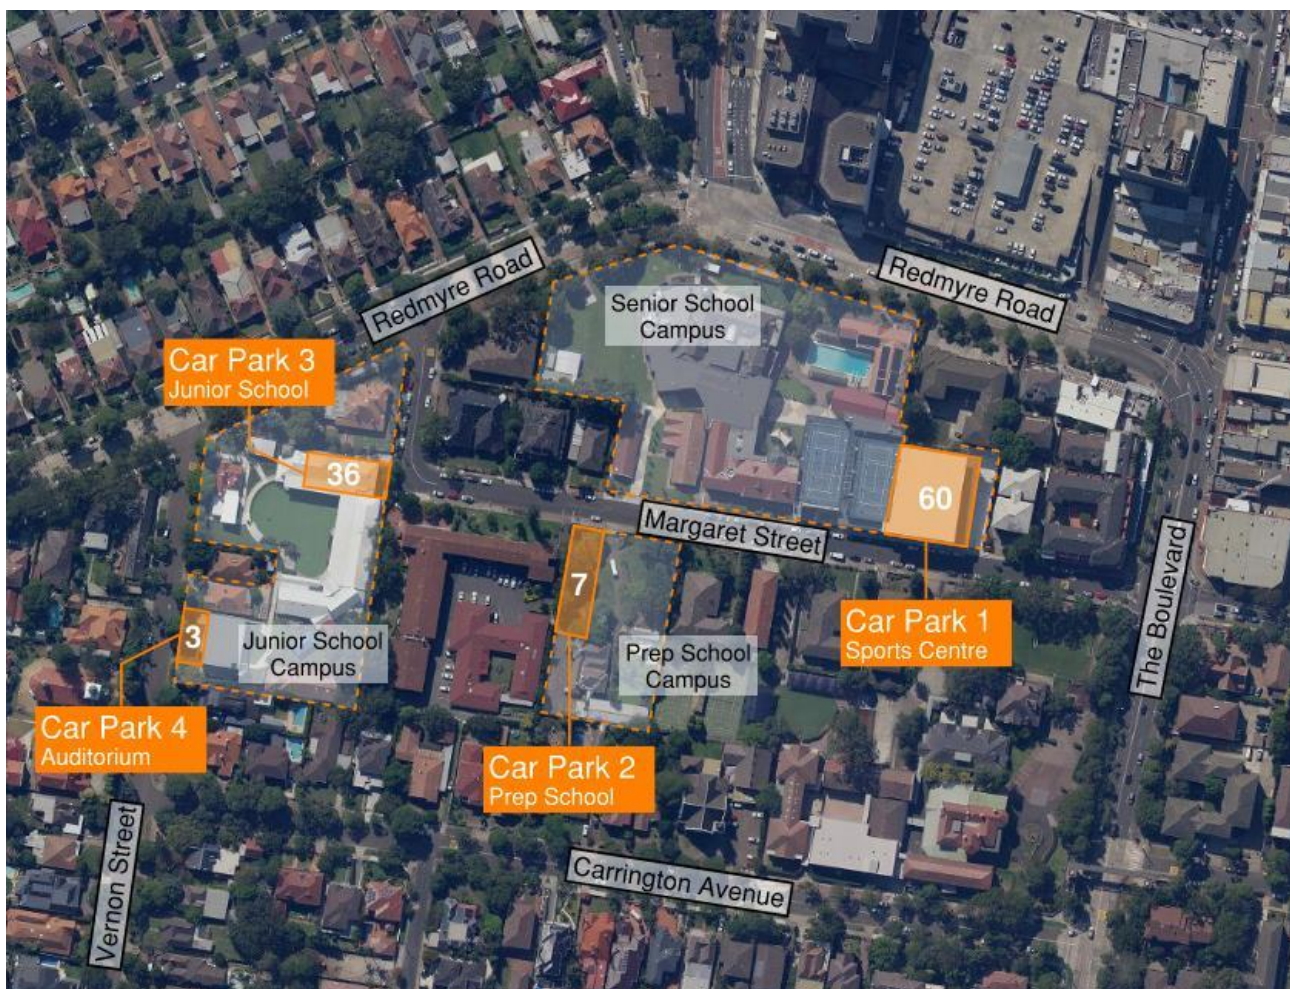 Redmyre Road
Redmyre Road
Senior School
Campus
Car Park 3
Junior School
36
60
Margaret Street
7
Car Park 1
Sports Centre
The Boulevard
3
Junior School
Campus
Prep School
Campus
Car Park 4
Auditorium
Car Park 2
Prep School
Vernon Street
Carrington Avenue